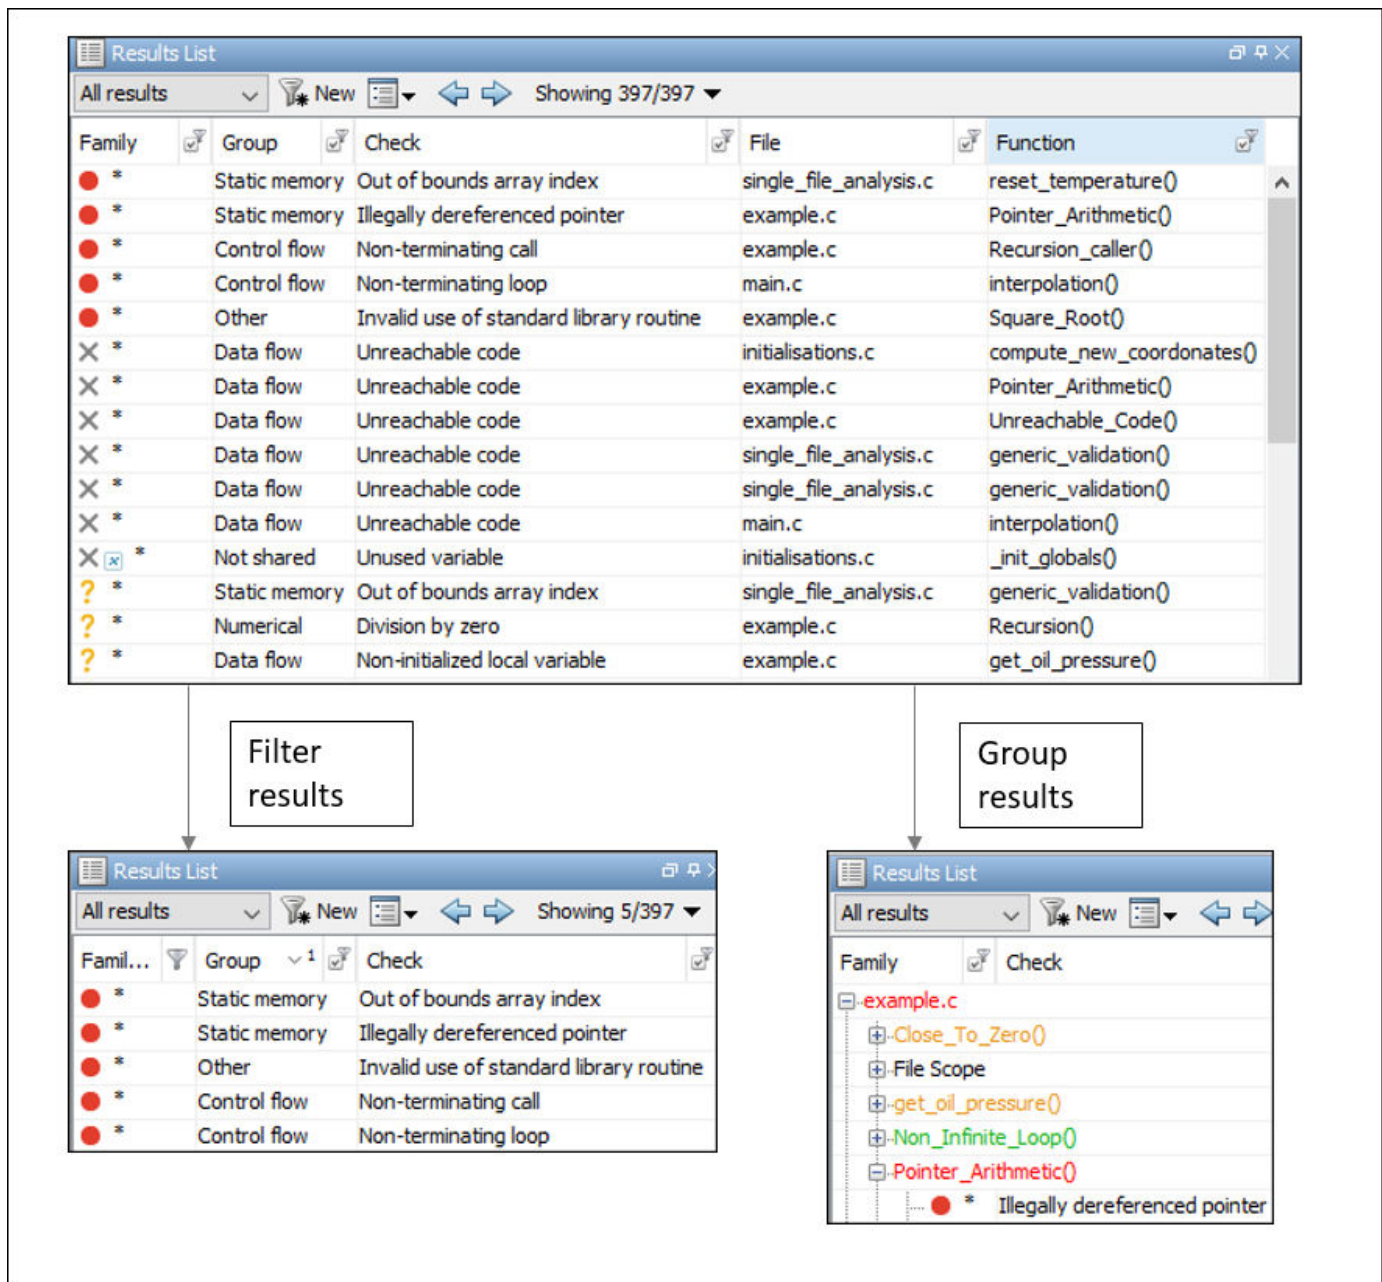 Results List
All results New Showing 397/397
Family Group Check File Function
* Static memory Out of bounds array index single_file_analysis.c reset_temperature()
* Static memory Illegally dereferenced pointer example.c Pointer_Arithmetic()
* Control flow Non-terminating call example.c Recursion_caller()
* Control flow Non-terminating loop main.c interpolation()
* Other Invalid use of standard library routine example.c Square_Root()
* Data flow Unreachable code initialisations.c compute_new_coordonates()
* Data flow Unreachable code example.c Pointer_Arithmetic()
* Data flow Unreachable code example.c Unreachable_Code()
* Data flow Unreachable code single_file_analysis.c generic_validation()
* Data flow Unreachable code single_file_analysis.c generic_validation()
* Data flow Unreachable code main.c interpolation()
x * Not shared Unused variable initialisations.c _init_globals()
? * Static memory Out of bounds array index single_file_analysis.c generic_validation()
? * Numerical Division by zero example.c Recursion()
? * Data flow Non-initialized local variable example.c get_oil_pressure()
Filter
results
Group
results
Results List
All results New Showing 5/397
Famil... Group 1 Check
* Static memory Out of bounds array index
* Static memory Illegally dereferenced pointer
* Other Invalid use of standard library routine
* Control flow Non-terminating call
* Control flow Non-terminating loop
Results List
All results New
Family Check
example.c
Close_To_Zero()
File Scope
get_oil_pressure()
Non_Infinite_Loop()
Pointer_Arithmetic()
* Illegally dereferenced pointer